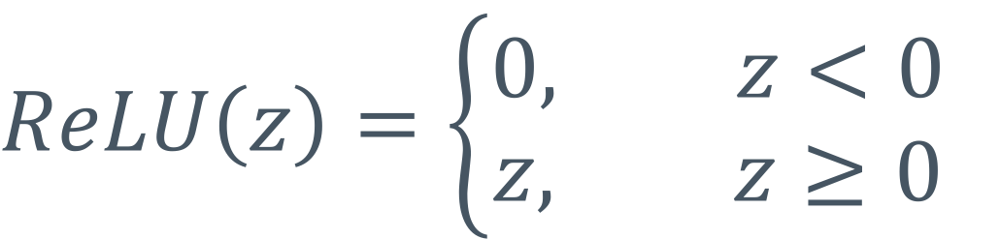 ReLU(z) = { 0, z < 0
z, z ≥ 0